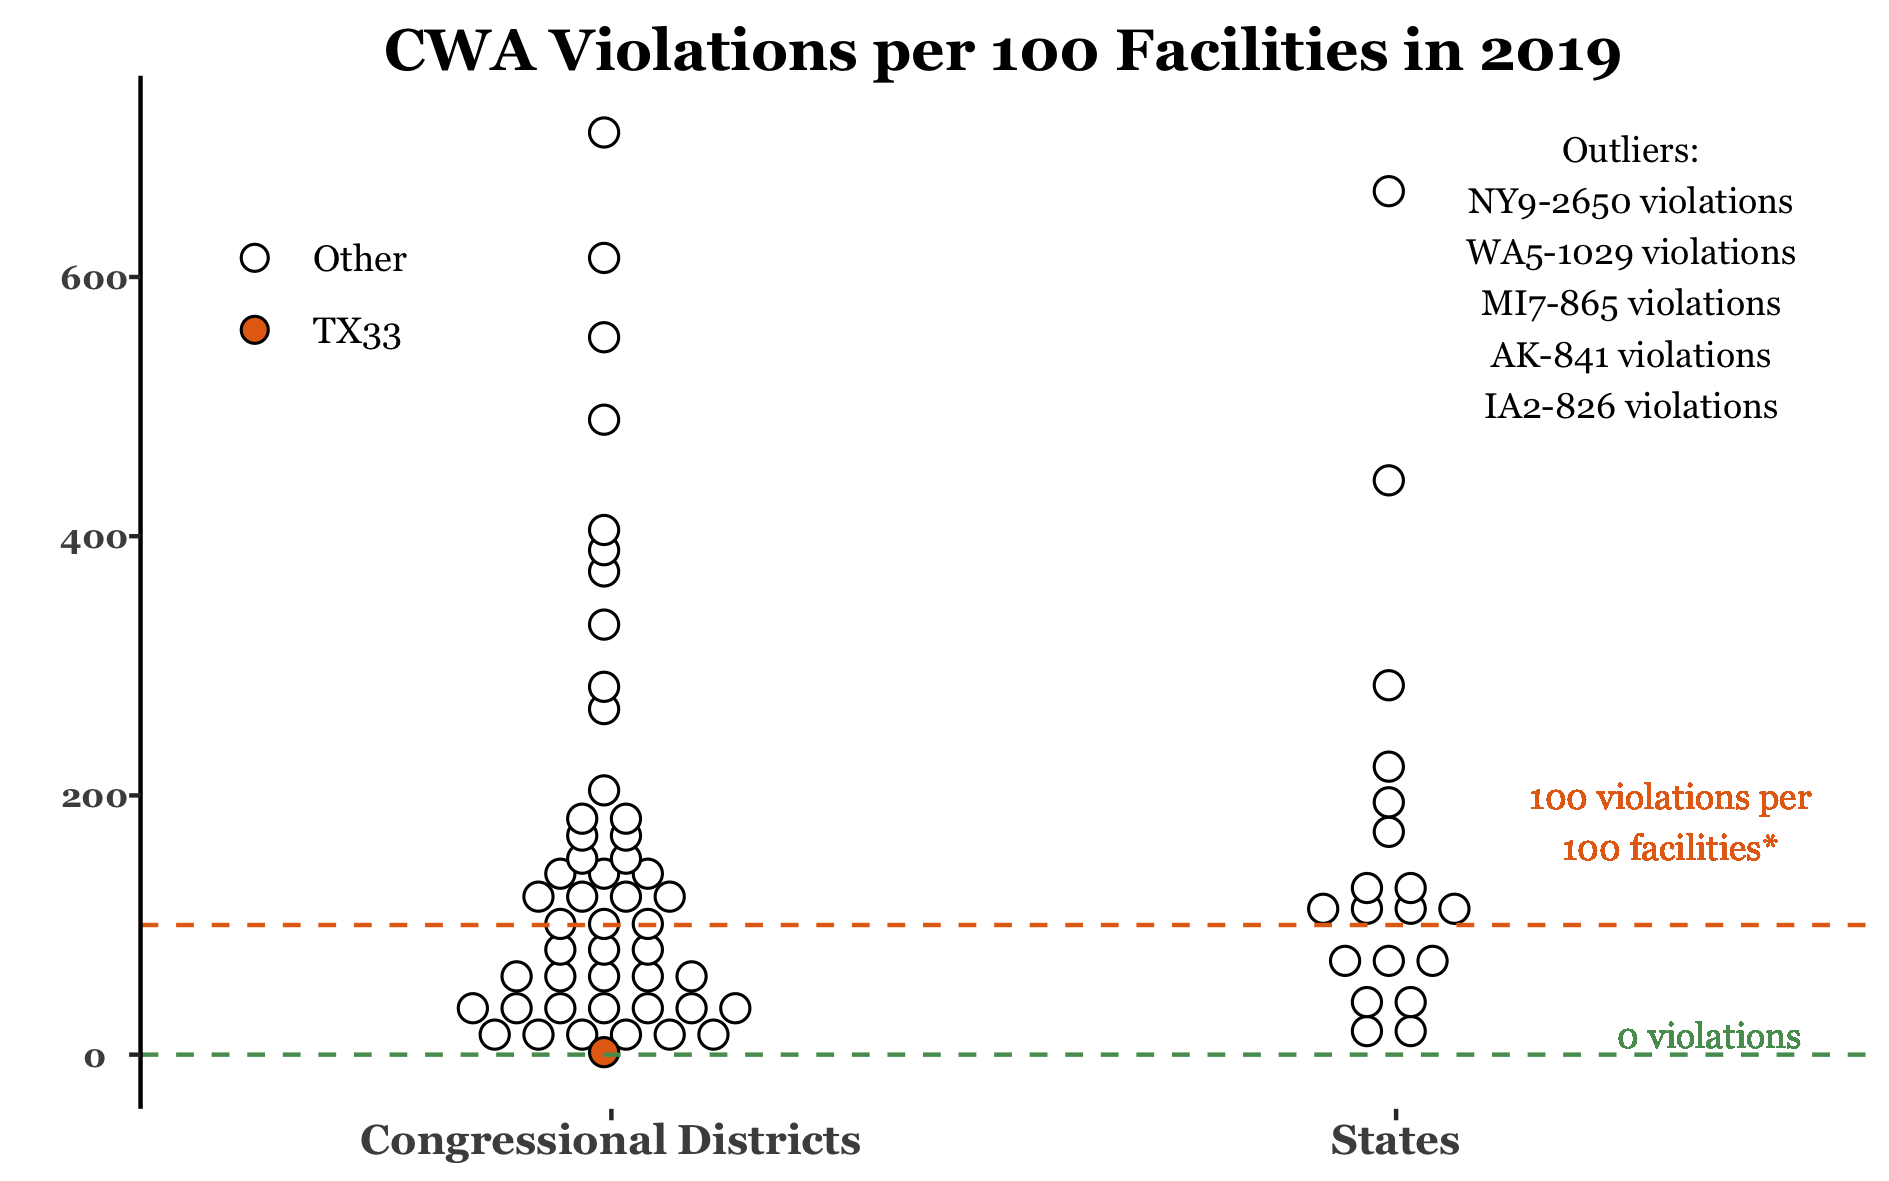 CWA Violations per 100 Facilities in 2019
Outliers:
NY9-2650 violations
WA5-1029 violations
MI7-865 violations
AK-841 violations
IA2-826 violations
Other
TX33
600
400
200
0
100 violations per
100 facilities*
0 violations
Congressional Districts
States